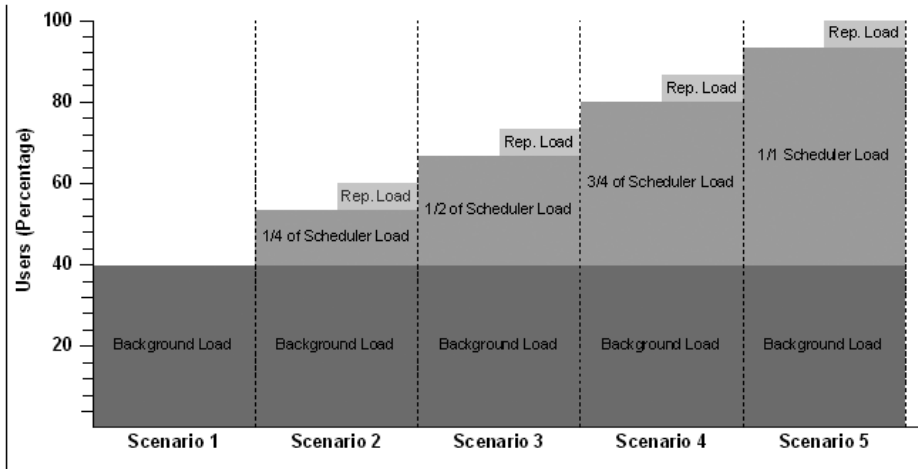 100
80
60
40
20
Users (Percentage)
Rep. Load
Rep. Load
Rep. Load
Rep. Load
1/1 Scheduler Load
3/4 of Scheduler Load
1/2 of Scheduler Load
1/4 of Scheduler Load
Background Load
Background Load
Background Load
Background Load
Background Load
Scenario 1
Scenario 2
Scenario 3
Scenario 4
Scenario 5